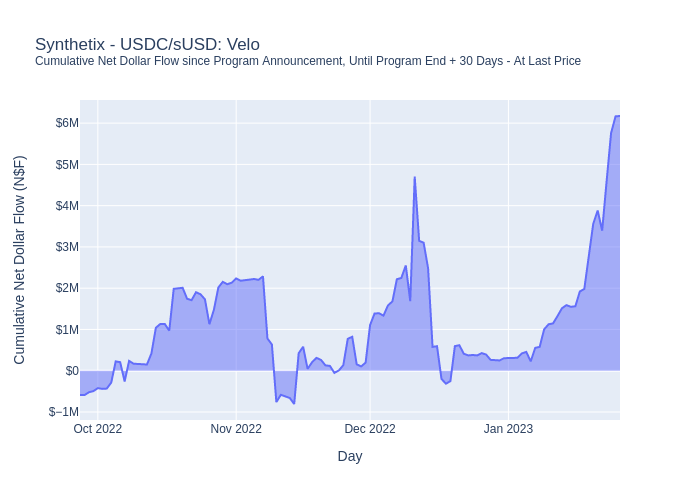 Synthetix - USDC/sUSD: Velo
Cumulative Net Dollar Flow since Program Announcement, Until Program End + 30 Days - At Last Price
Cumulative Net Dollar Flow (N$F)
$6M
$5M
$4M
$3M
$2M
$1M
$0
$−1M
Oct 2022
Nov 2022
Dec 2022
Jan 2023
Day